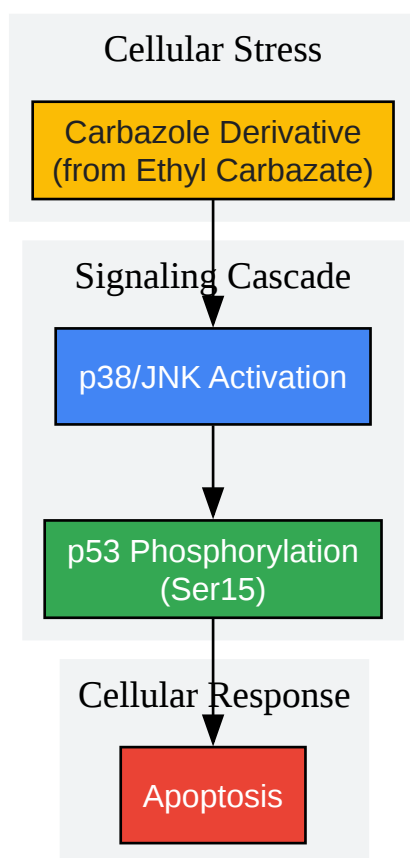 Cellular Stress
Carbazole Derivative
(from Ethyl Carbazate)
Signaling Cascade
p38/JNK Activation
p53 Phosphorylation
(Ser15)
Cellular Response
Apoptosis